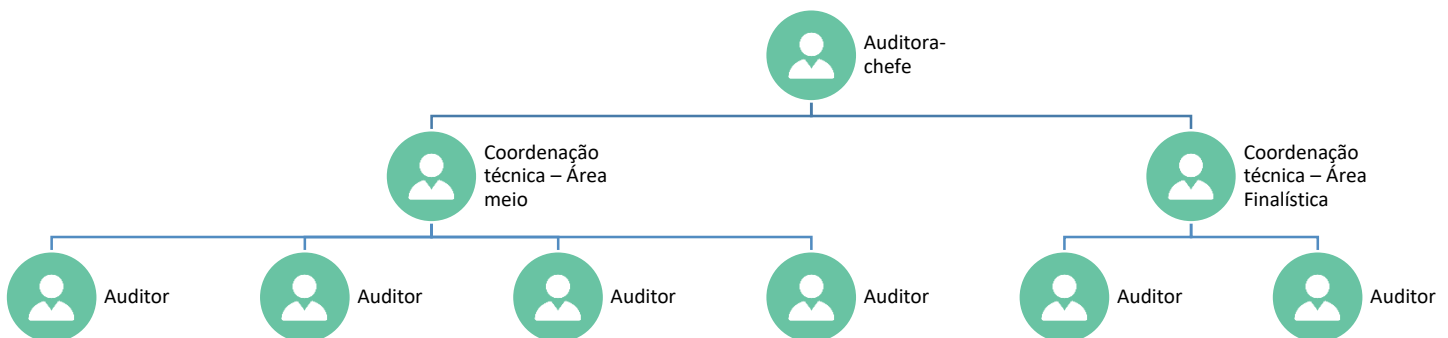 Auditora-
chefe
Coordenação
técnica – Área
meio
Coordenação
técnica – Área
Finalística
Auditor
Auditor
Auditor
Auditor
Auditor
Auditor